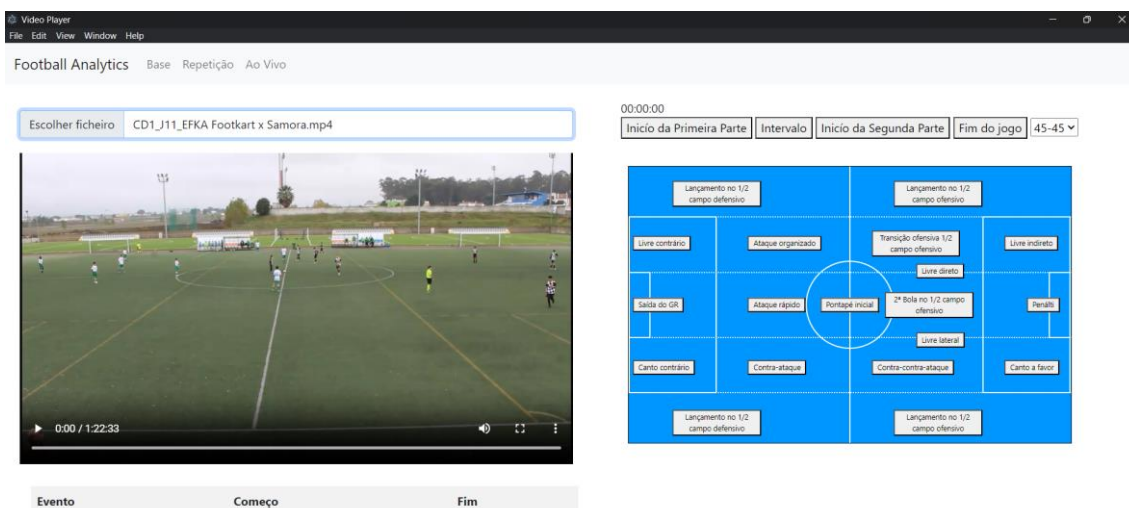 Video Player
File Edit View Window Help
Football Analytics Base Repetição Ao Vivo
Escolher ficheiro CD1_J11_EFKA Footkart x Samora.mp4
0:00 / 1:22:33
Evento Começo Fim
00:00:00
Inicío da Primeira Parte Intervalo Inicío da Segunda Parte Fim do jogo 45-45
Lançamento no 1/2
campo defensivo
Lançamento no 1/2
campo ofensivo
Livre contrário
Ataque organizado
Transição ofensiva 1/2
campo ofensivo
Livre indireto
Livre direto
Saída do GR
Ataque rápido
Pontapé inicial
2ª Bola no 1/2 campo
ofensivo
Penálti
Livre lateral
Canto contrário
Contra-ataque
Contra-contra-ataque
Canto a favor
Lançamento no 1/2
campo defensivo
Lançamento no 1/2
campo ofensivo